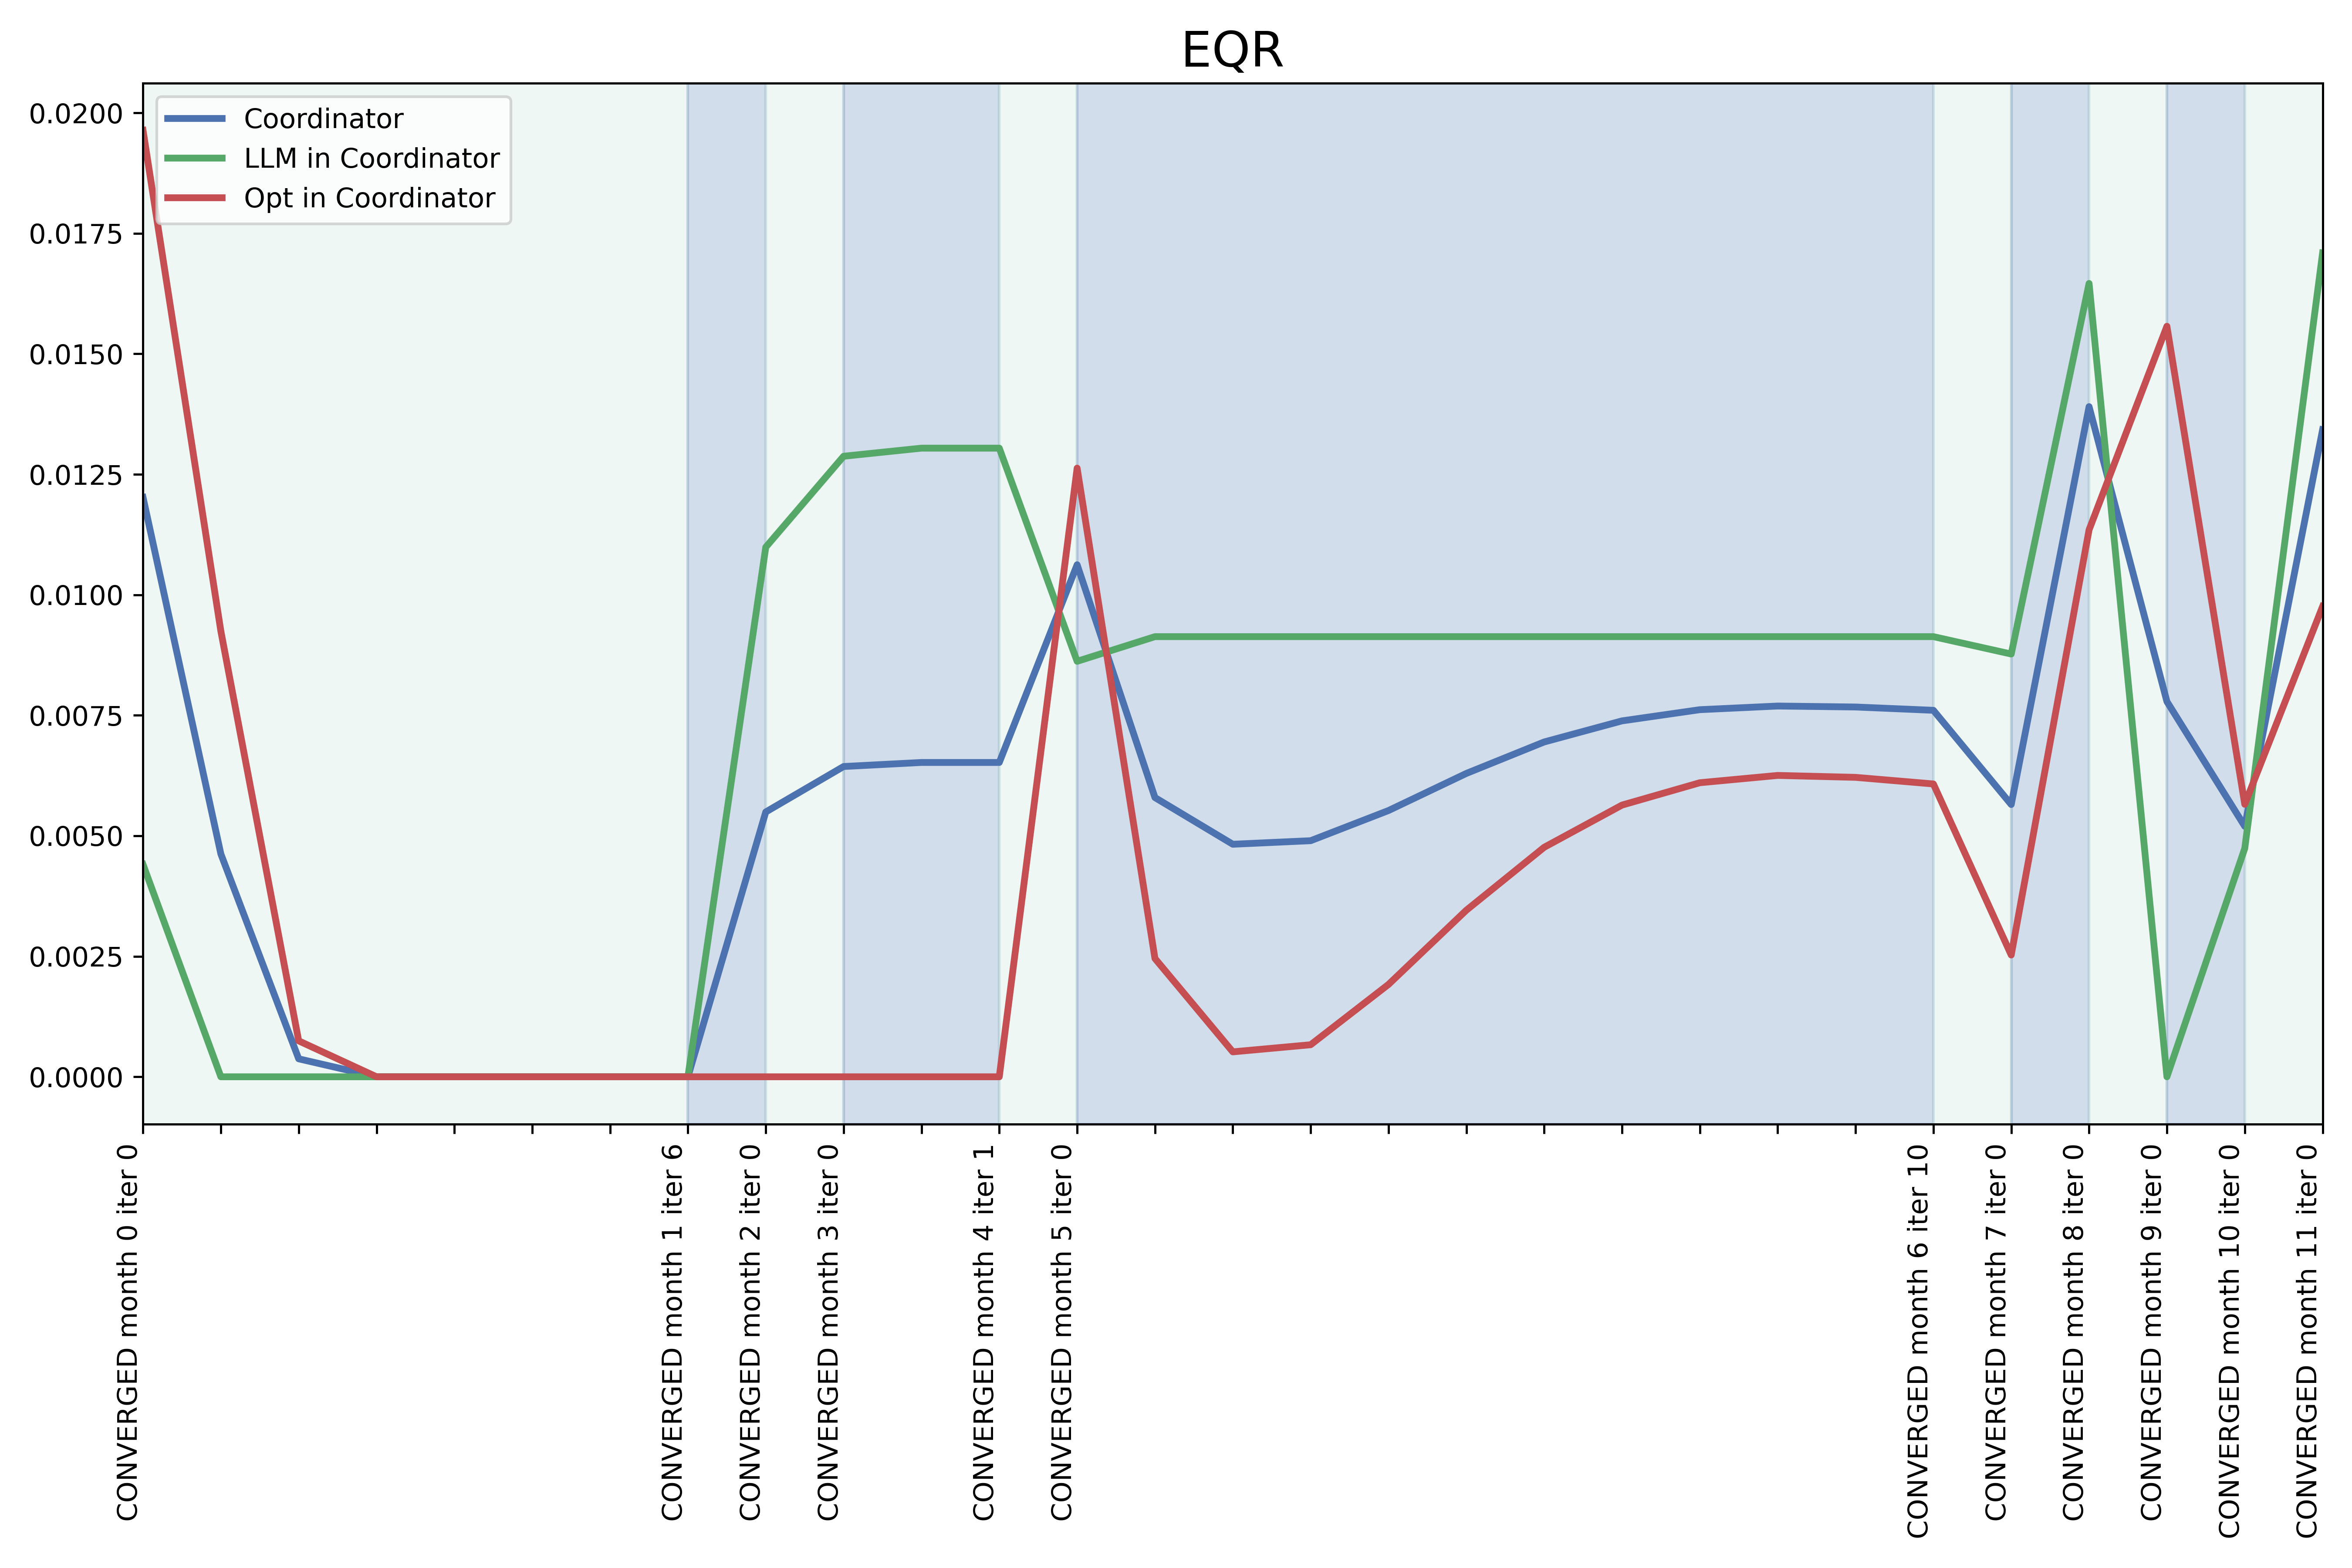 EQR
Coordinator
LLM in Coordinator
Opt in Coordinator
0.0200
0.0175
0.0150
0.0125
0.0100
0.0075
0.0050
0.0025
0.0000
CONVERGED month 0 iter 0
CONVERGED month 1 iter 6
CONVERGED month 2 iter 0
CONVERGED month 3 iter 0
CONVERGED month 4 iter 1
CONVERGED month 5 iter 0
CONVERGED month 6 iter 10
CONVERGED month 7 iter 0
CONVERGED month 8 iter 0
CONVERGED month 9 iter 0
CONVERGED month 10 iter 0
CONVERGED month 11 iter 0